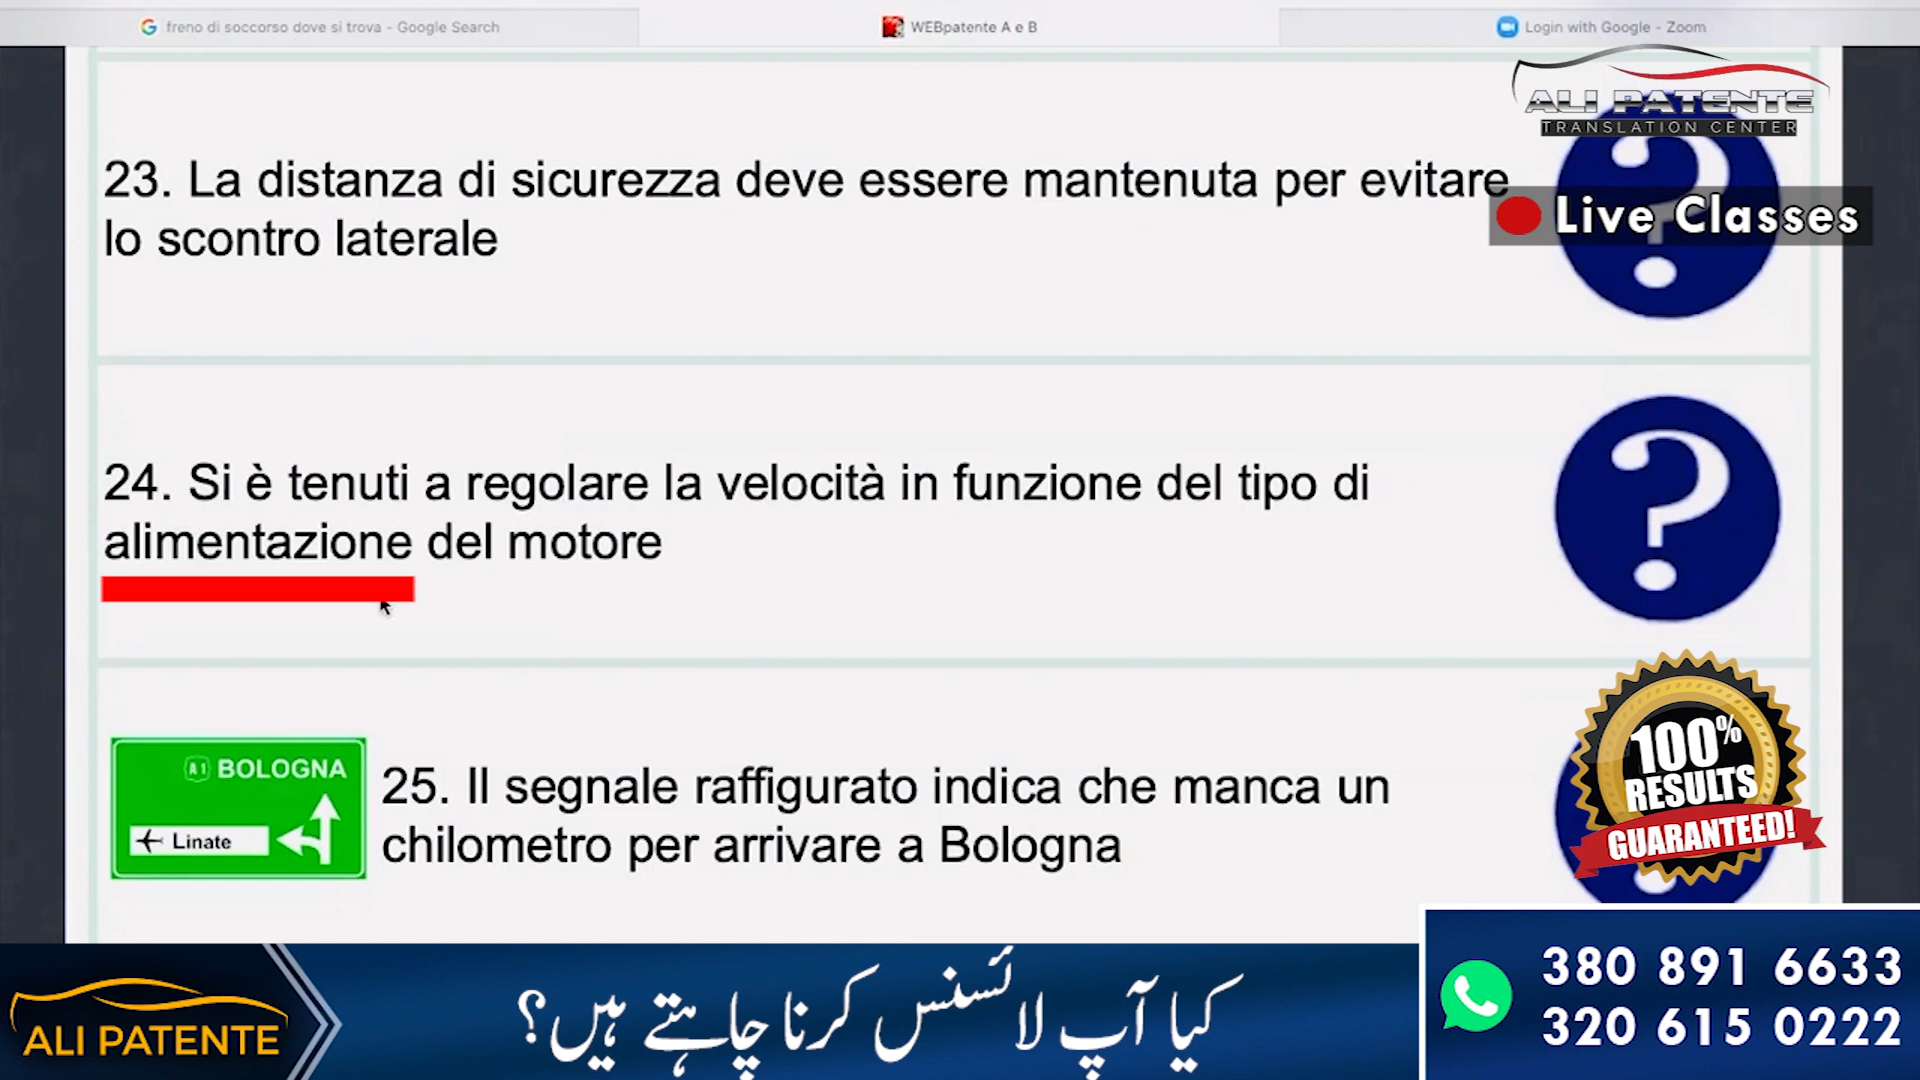 freno di soccorso dove si trova - Google Search
WEBpatente A e B
Login with Google - Zoom
ALI PATENTE
TRANSLATION CENTER
Live Classes
23. La distanza di sicurezza deve essere mantenuta per evitare
lo scontro laterale
24. Si è tenuti a regolare la velocità in funzione del tipo di
alimentazione del motore
A1 BOLOGNA
Linate
25. Il segnale raffigurato indica che manca un
chilometro per arrivare a Bologna
100%
RESULTS
GUARANTEED!
ALI PATENTE
کیا آپ لائسنس کرنا چاہتے ہیں؟
380 891 6633
320 615 0222